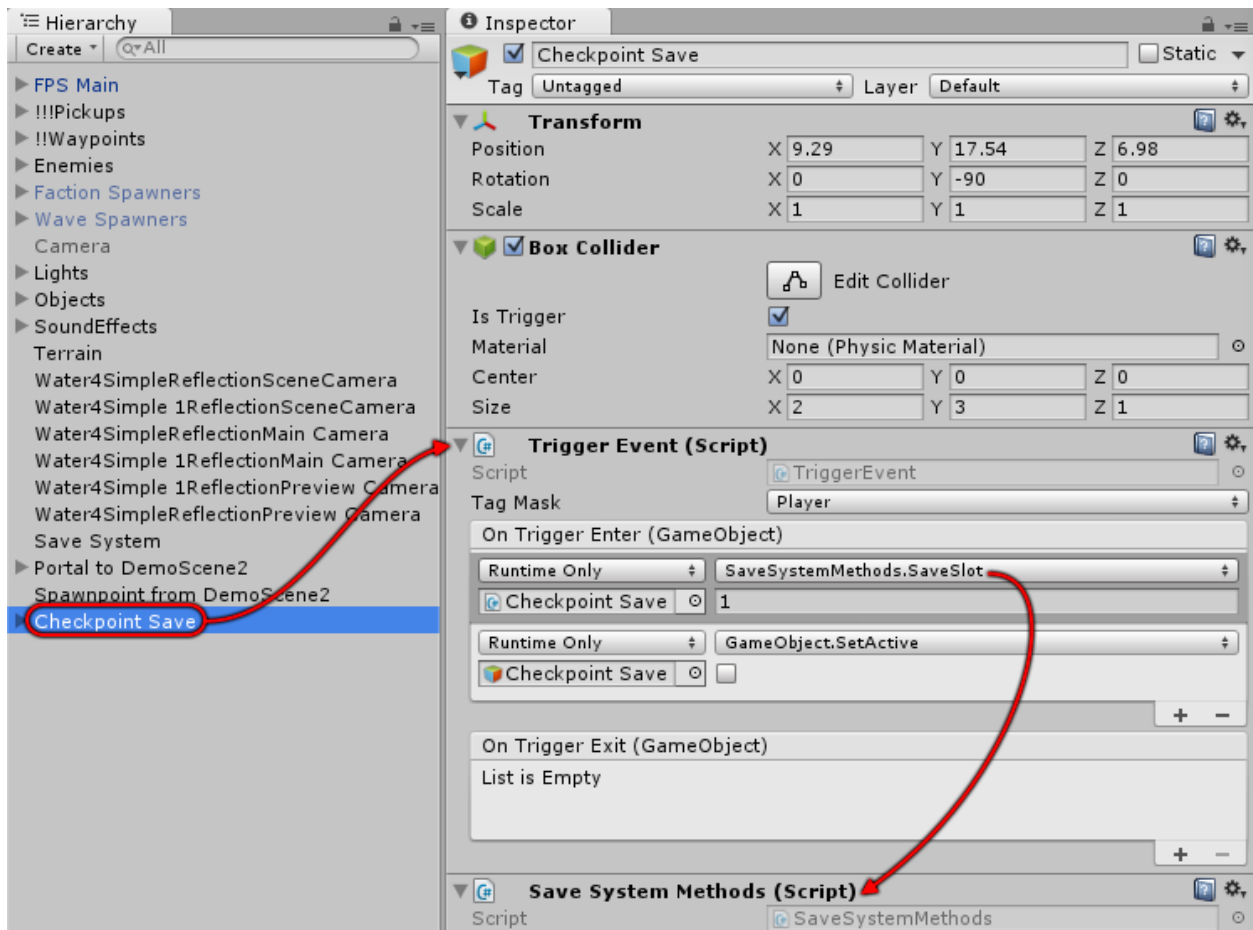 Hierarchy
Create
All
FPS Main
!!!Pickups
!!Waypoints
Enemies
Faction Spawners
Wave Spawners
Camera
Lights
Objects
SoundEffects
Terrain
Water4SimpleReflectionSceneCamera
Water4Simple 1ReflectionSceneCamera
Water4SimpleReflectionMain Camera
Water4Simple 1ReflectionMain Camera
Water4Simple 1ReflectionPreview Camera
Water4SimpleReflectionPreview Camera
Save System
Portal to DemoScene2
Spawnpoint from DemoScene2
Checkpoint Save
Inspector
Checkpoint Save Static
Tag Untagged Layer Default
Transform
Position X 9.29 Y 17.54 Z 6.98
Rotation X 0 Y -90 Z 0
Scale X 1 Y 1 Z 1
Box Collider
Edit Collider
Is Trigger
Material None (Physic Material)
Center X 0 Y 0 Z 0
Size X 2 Y 3 Z 1
C# Trigger Event (Script)
Script TriggerEvent
Tag Mask Player
On Trigger Enter (GameObject)
Runtime Only SaveSystemMethods.SaveSlot
Checkpoint Save 1
Runtime Only GameObject.SetActive
Checkpoint Save
+ −
On Trigger Exit (GameObject)
List is Empty
+ −
C# Save System Methods (Script)
Script SaveSystemMethods